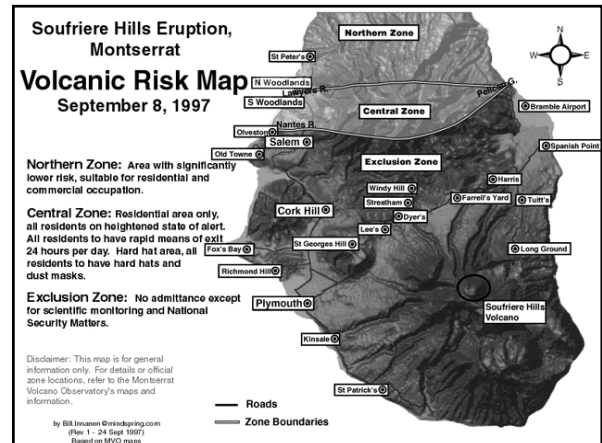 Soufriere Hills Eruption,
Montserrat
Volcanic Risk Map
September 8, 1997
Northern Zone: Area with significantly
lower risk, suitable for residential and
commercial occupation.
Central Zone: Residential area only,
all residents on heightened state of alert.
All residents to have rapid means of exit
24 hours per day. Hard hat area, all
residents to have hard hats and
dust masks.
Exclusion Zone: No admittance except
for scientific monitoring and National
Security Matters.
Disclaimer: This map is for general
information only. For details or official
zone locations, refer to the Montserrat
Volcano Observatory's maps and
information.
by Bill.Innanen@mindspring.com
(Rev 1 - 24 Sept 1997)
Based on MVO maps
Northern Zone
St Peter's
N Woodlands
Lawyers R.
Pelican G.
S Woodlands
Central Zone
Bramble Airport
Nantes R.
Olveston
Salem
Spanish Point
Old Towne
Exclusion Zone
Harris
Windy Hill
Farrell's Yard
Tuitt's
Streatham
Cork Hill
Dyer's
Lee's
St Georges Hill
Fox's Bay
Long Ground
Richmond Hill
Plymouth
Soufriere Hills
Volcano
Kinsale
St Patrick's
Roads
Zone Boundaries
N
W
E
S